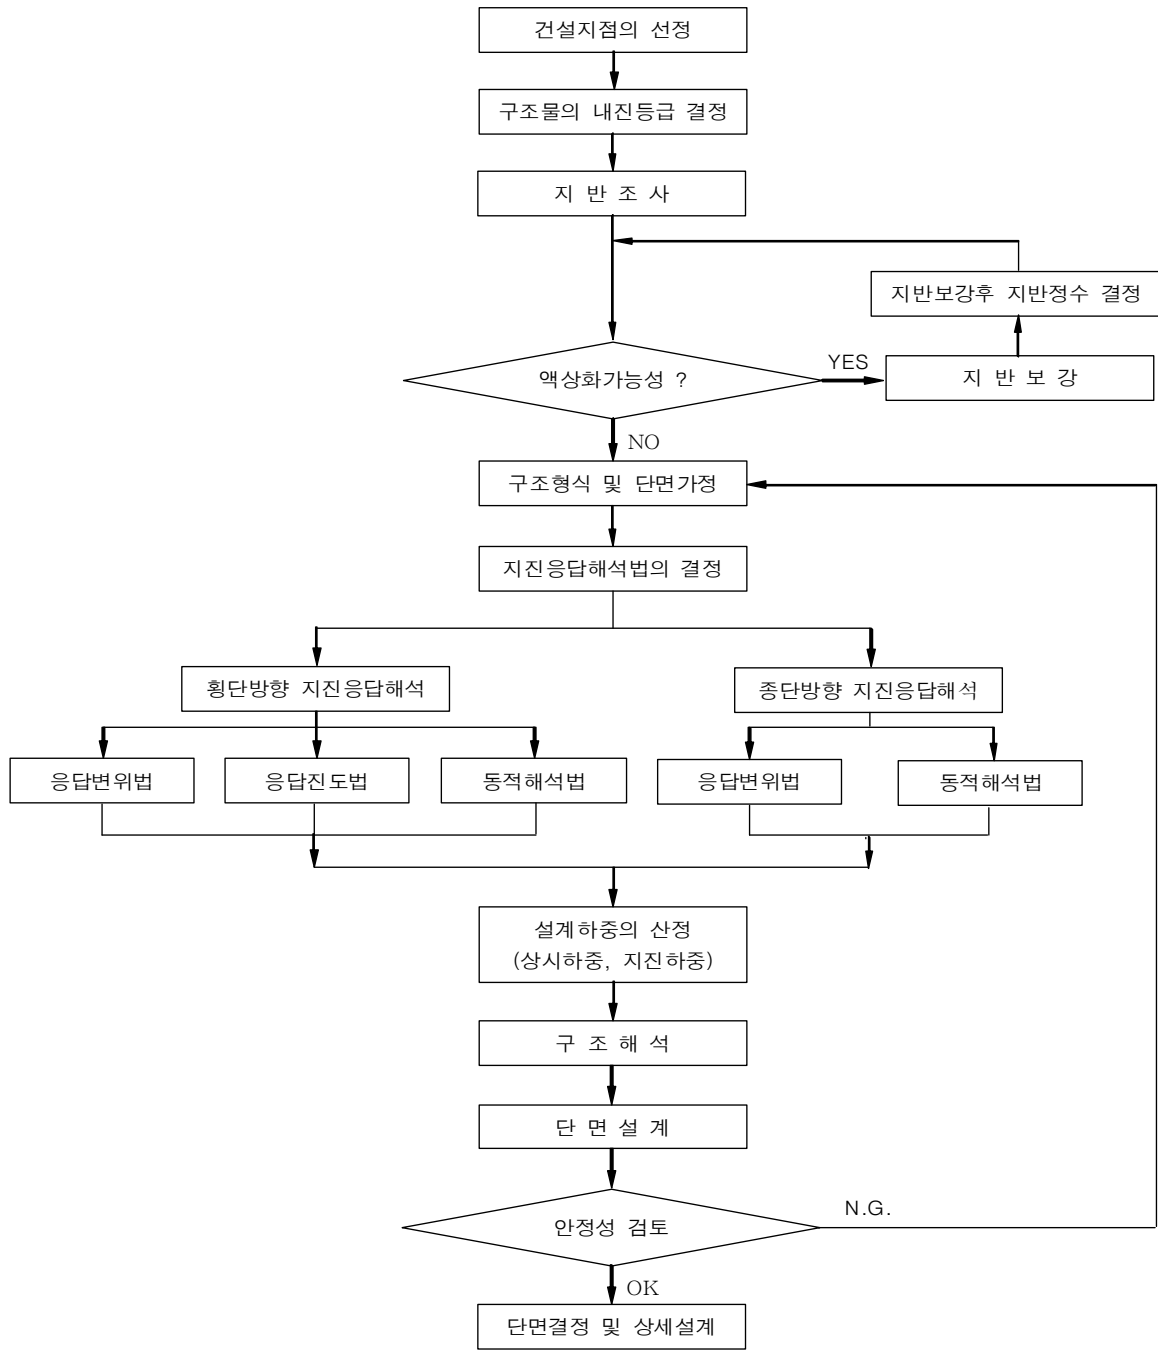 건설지점의 선정
구조물의 내진등급 결정
지 반 조 사
지반보강후 지반정수 결정
액상화가능성 ?
YES
지 반 보 강
NO
구조형식 및 단면가정
지진응답해석법의 결정
횡단방향 지진응답해석
종단방향 지진응답해석
응답변위법
응답진도법
동적해석법
응답변위법
동적해석법
설계하중의 산정
(상시하중, 지진하중)
구 조 해 석
단 면 설 계
안정성 검토
N.G.
OK
단면결정 및 상세설계